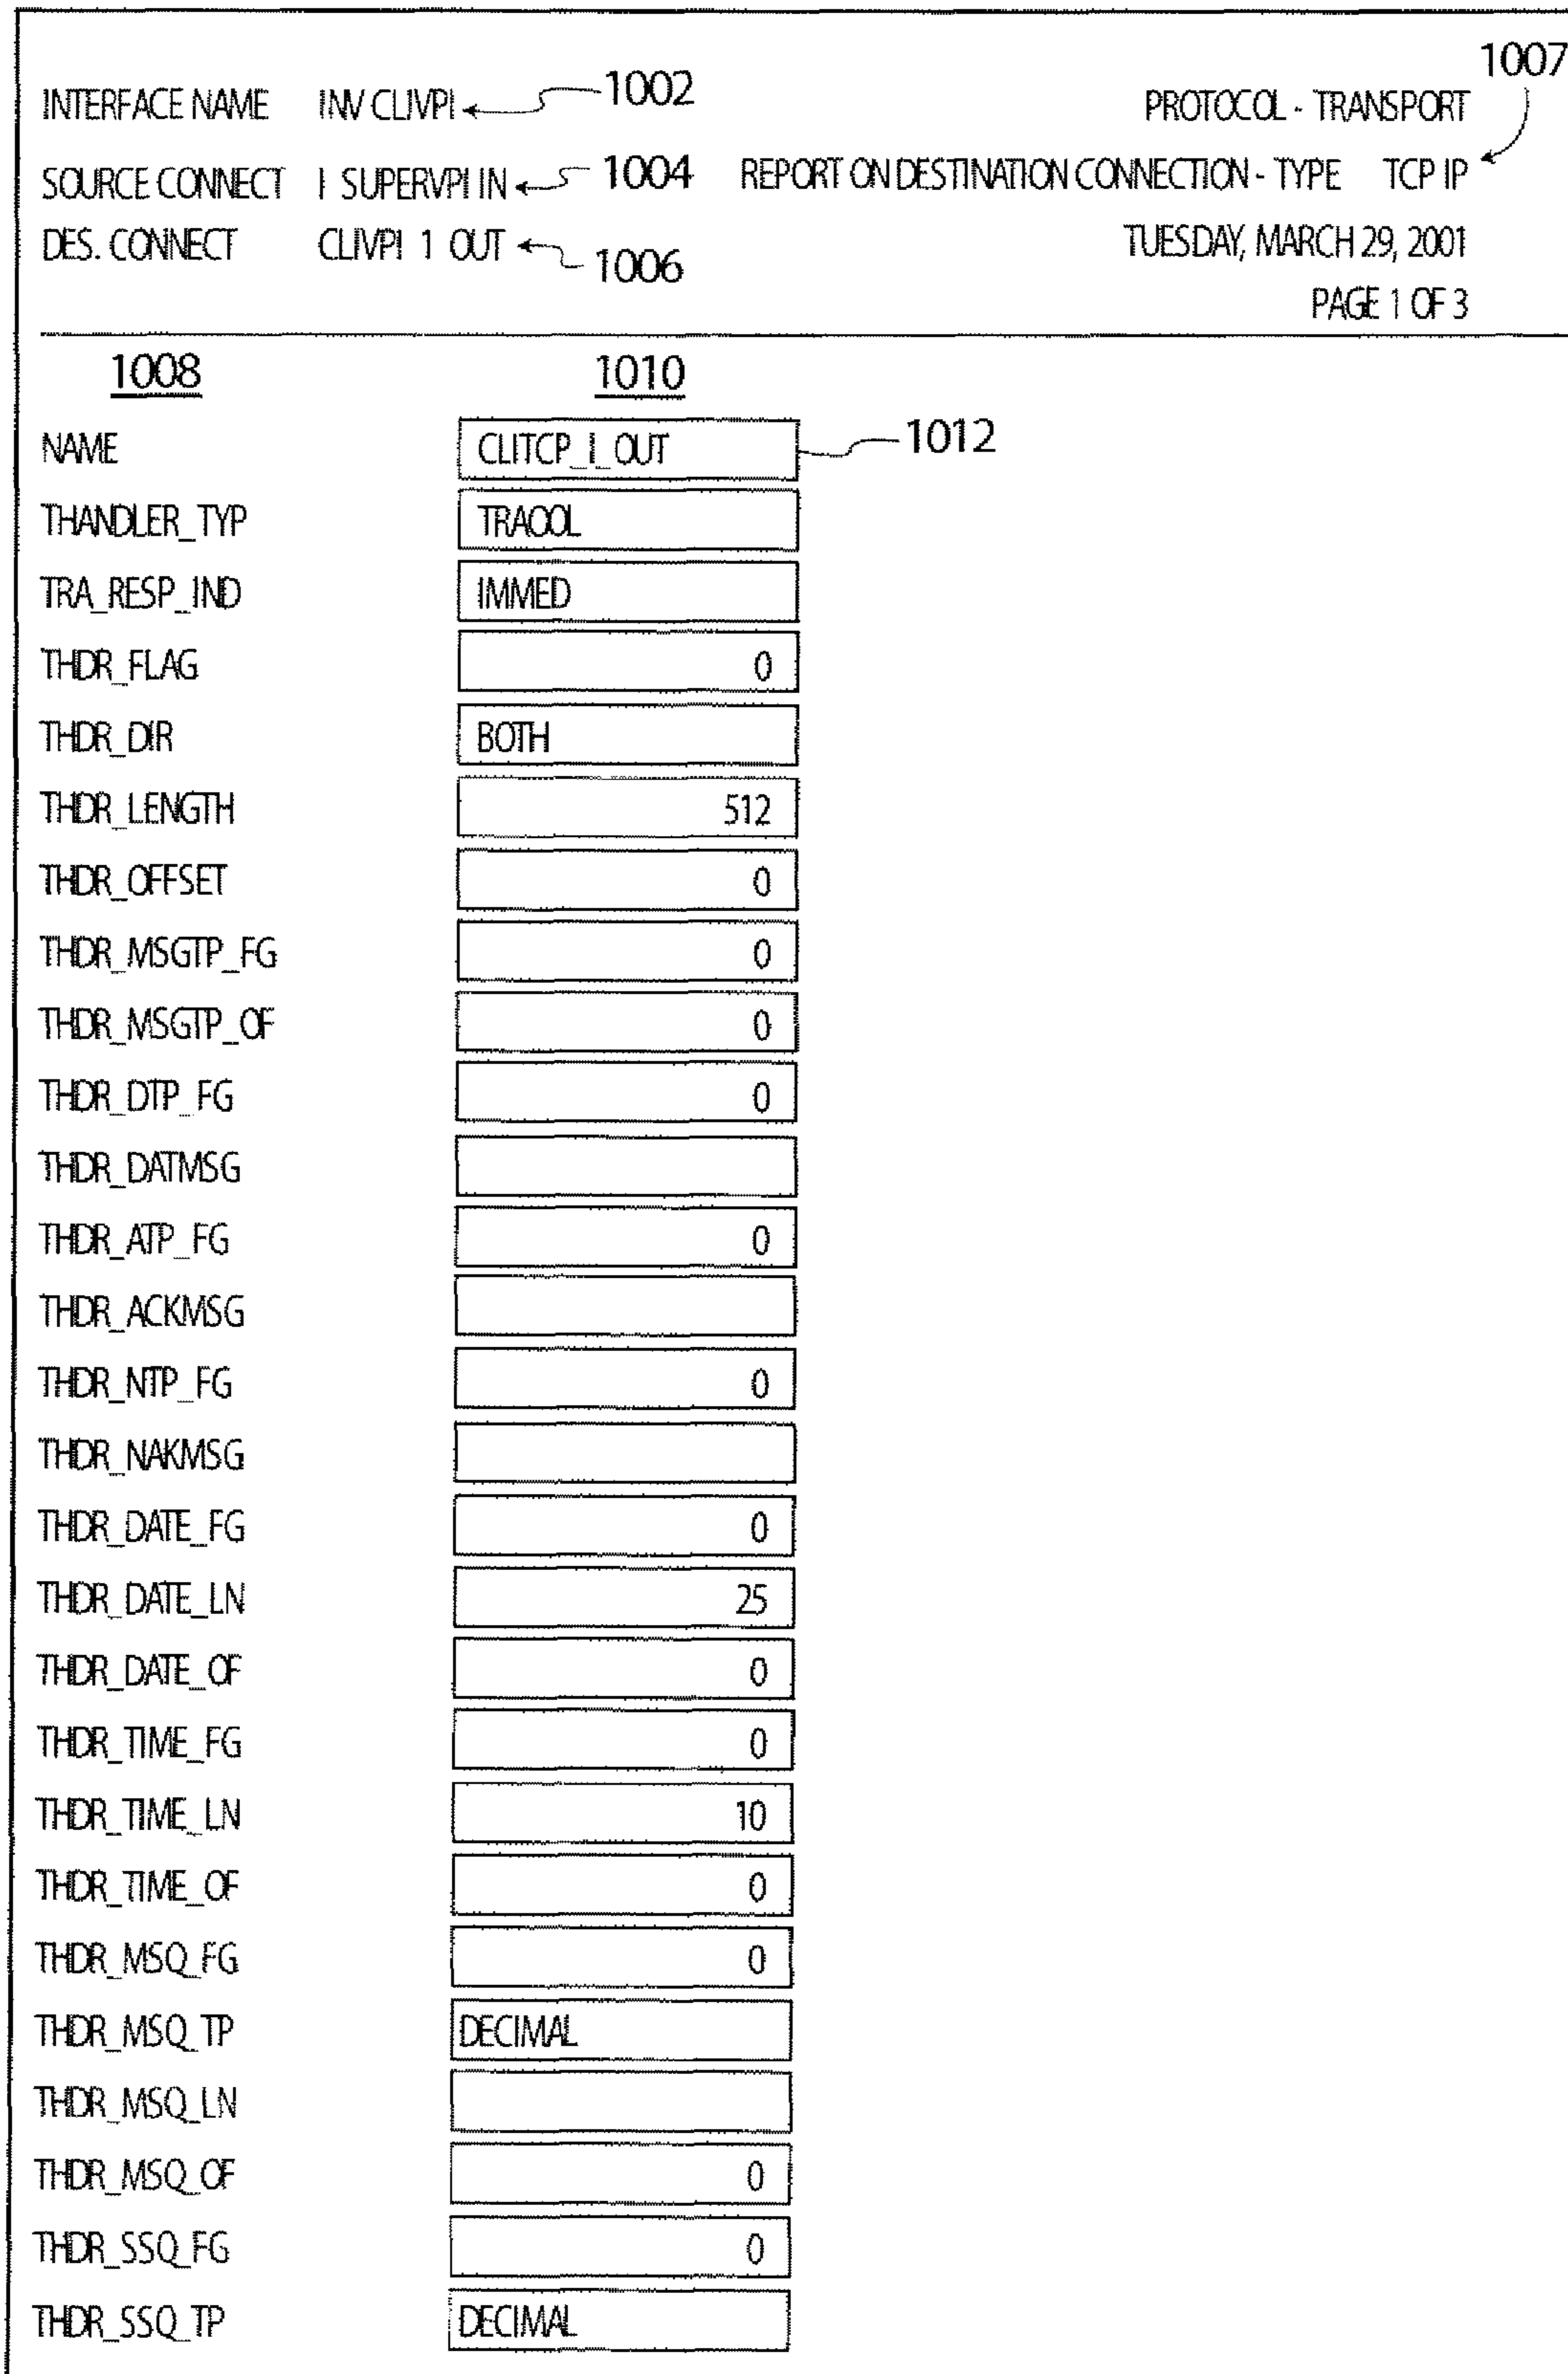 1007
INTERFACE NAME INV CLIVPI 1002 PROTOCOL - TRANSPORT
SOURCE CONNECT I SUPERVPI IN 1004 REPORT ON DESTINATION CONNECTION - TYPE TCP IP
DES. CONNECT CLIVPI 1 OUT 1006 TUESDAY, MARCH 29, 2001
PAGE 1 OF 3
1008 1010
NAME CLITCP_I_OUT 1012
THANDLER_TYP TRAOOL
TRA_RESP_IND IMMED
THDR_FLAG 0
THDR_DIR BOTH
THDR_LENGTH 512
THDR_OFFSET 0
THDR_MSGTP_FG 0
THDR_MSGTP_OF 0
THDR_DTP_FG 0
THDR_DATMSG
THDR_ATP_FG 0
THDR_ACKMSG
THDR_NTP_FG 0
THDR_NAKMSG
THDR_DATE_FG 0
THDR_DATE_LN 25
THDR_DATE_OF 0
THDR_TIME_FG 0
THDR_TIME_LN 10
THDR_TIME_OF 0
THDR_MSQ_FG 0
THDR_MSQ_TP DECIMAL
THDR_MSQ_LN
THDR_MSQ_OF 0
THDR_SSQ_FG 0
THDR_SSQ_TP DECIMAL